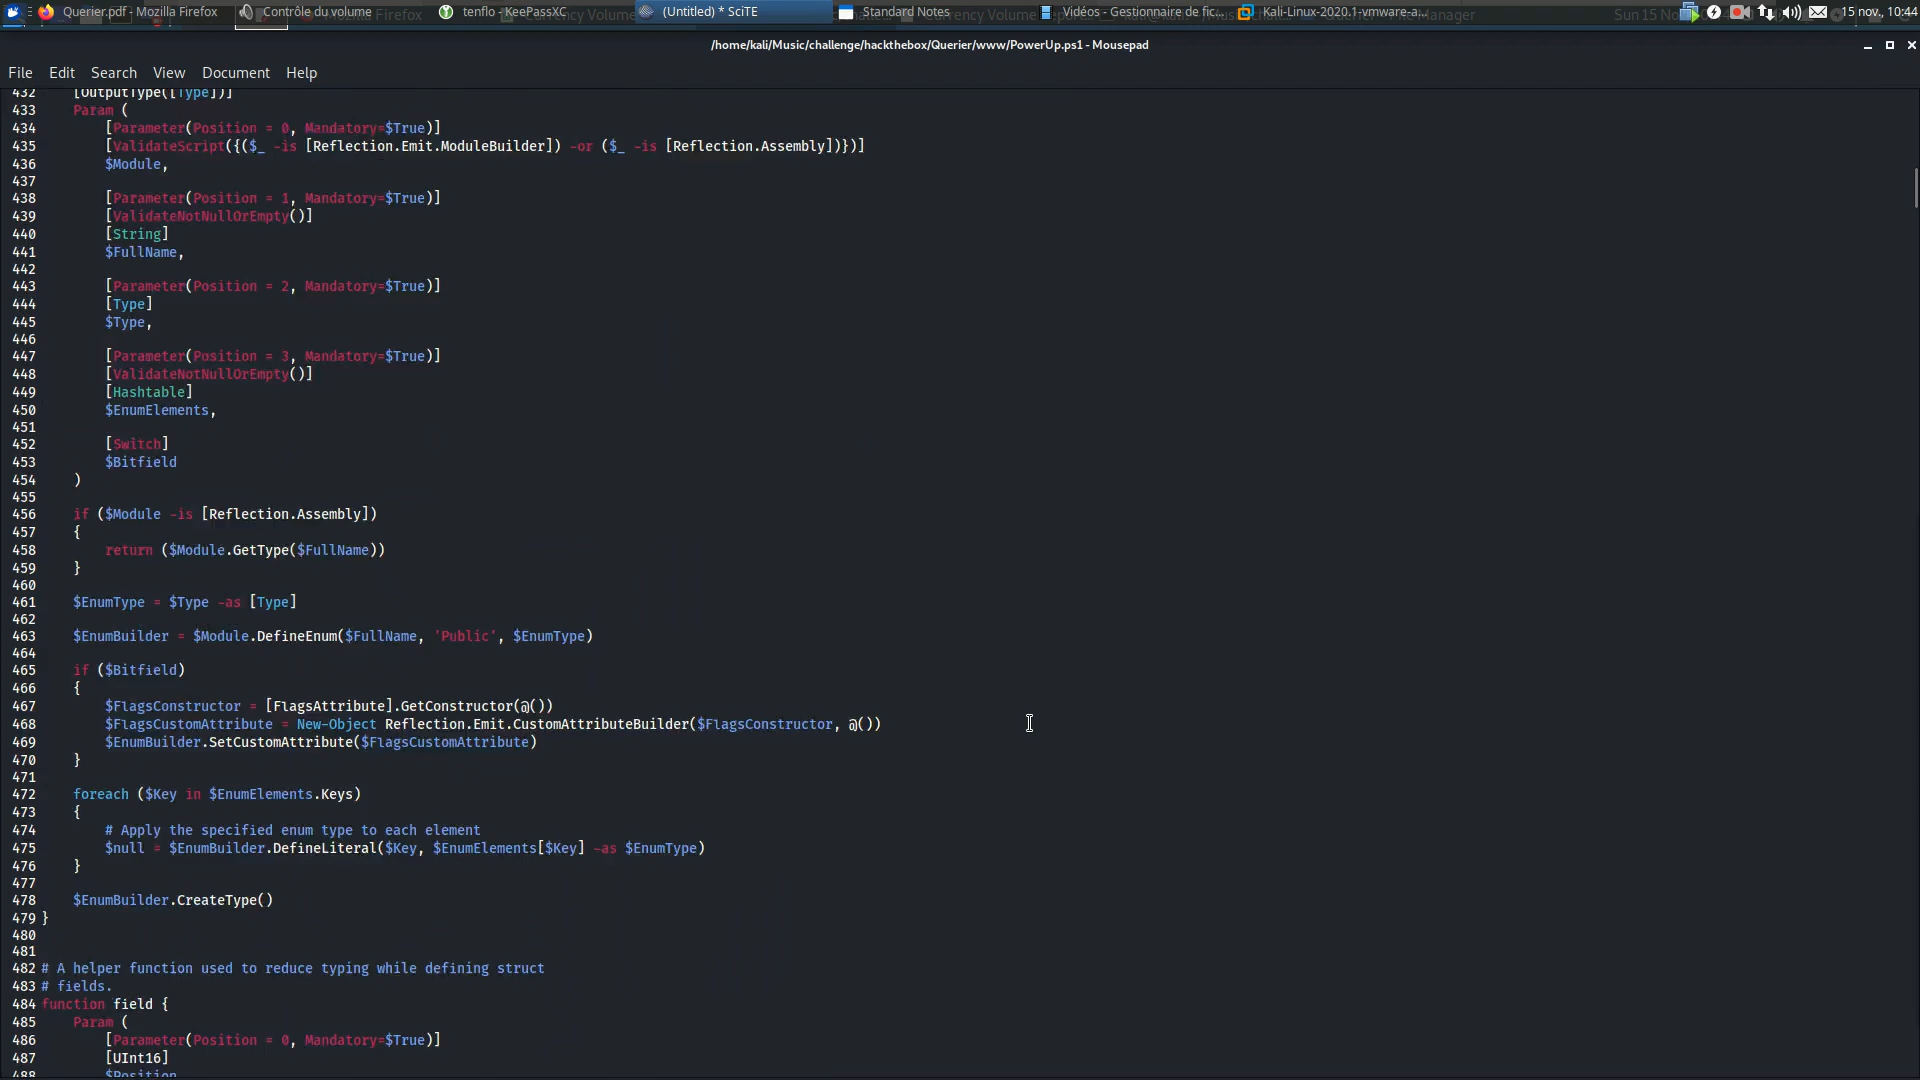 Querier.pdf - Mozilla Firefox
Contrôle du volume
tenflo - KeePassXC
(Untitled) * SciTE
Standard Notes
Vidéos - Gestionnaire de fic...
Kali-Linux-2020.1-vmware-a...
15 nov., 10:44
/home/kali/Music/challenge/hackthebox/Querier/www/PowerUp.ps1 - Mousepad
File Edit Search View Document Help
432 [OutputType([Type])]
433 Param (
434 [Parameter(Position = 0, Mandatory=$True)]
435 [ValidateScript({($_ -is [Reflection.Emit.ModuleBuilder]) -or ($_ -is [Reflection.Assembly])})]
436 $Module,
437
438 [Parameter(Position = 1, Mandatory=$True)]
439 [ValidateNotNullOrEmpty()]
440 [String]
441 $FullName,
442
443 [Parameter(Position = 2, Mandatory=$True)]
444 [Type]
445 $Type,
446
447 [Parameter(Position = 3, Mandatory=$True)]
448 [ValidateNotNullOrEmpty()]
449 [Hashtable]
450 $EnumElements,
451
452 [Switch]
453 $Bitfield
454 )
455
456 if ($Module -is [Reflection.Assembly])
457 {
458 return ($Module.GetType($FullName))
459 }
460
461 $EnumType = $Type -as [Type]
462
463 $EnumBuilder = $Module.DefineEnum($FullName, 'Public', $EnumType)
464
465 if ($Bitfield)
466 {
467 $FlagsConstructor = [FlagsAttribute].GetConstructor(@())
468 $FlagsCustomAttribute = New-Object Reflection.Emit.CustomAttributeBuilder($FlagsConstructor, @())
469 $EnumBuilder.SetCustomAttribute($FlagsCustomAttribute)
470 }
471
472 foreach ($Key in $EnumElements.Keys)
473 {
474 # Apply the specified enum type to each element
475 $null = $EnumBuilder.DefineLiteral($Key, $EnumElements[$Key] -as $EnumType)
476 }
477
478 $EnumBuilder.CreateType()
479 }
480
481
482 # A helper function used to reduce typing while defining struct
483 # fields.
484 function field {
485 Param (
486 [Parameter(Position = 0, Mandatory=$True)]
487 [UInt16]
488 $Position